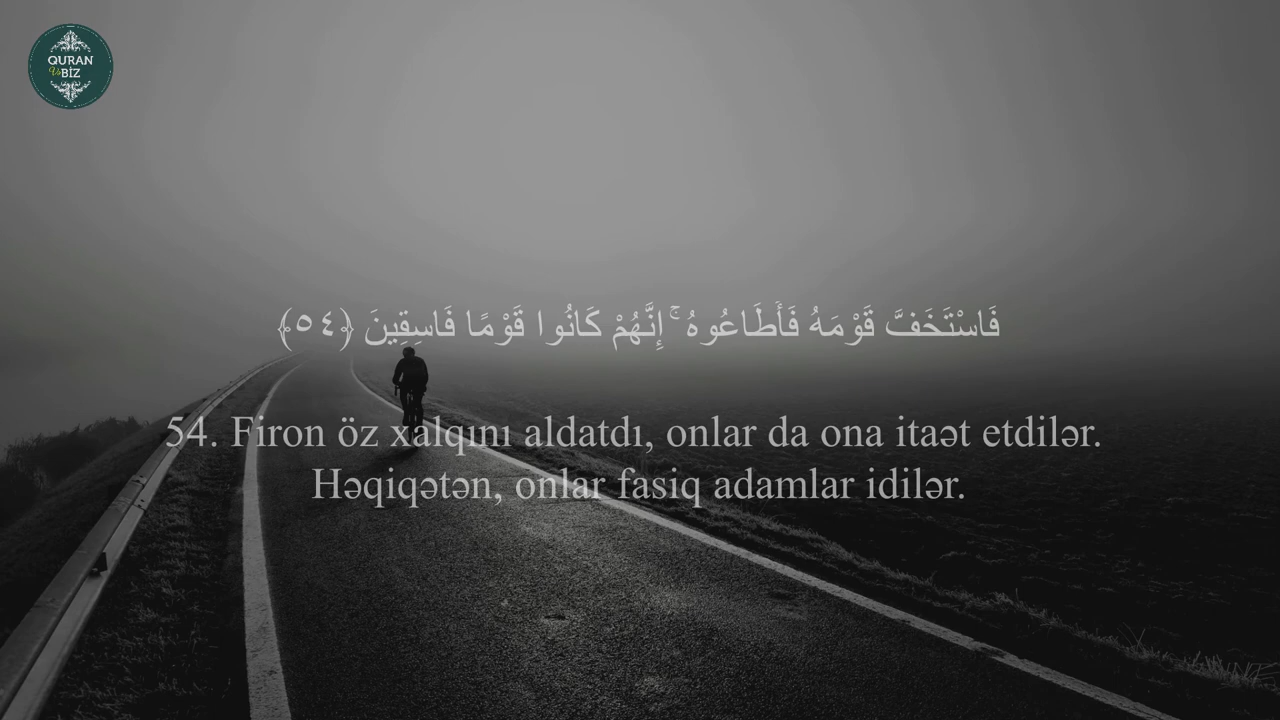 QURAN
Və BİZ
فَاسْتَخَفَّ قَوْمَهُ فَأَطَاعُوهُ ۚ إِنَّهُمْ كَانُوا قَوْمًا فَاسِقِينَ ﴿٥٤﴾
54. Firon öz xalqını aldatdı, onlar da ona itaət etdilər.
Həqiqətən, onlar fasiq adamlar idilər.